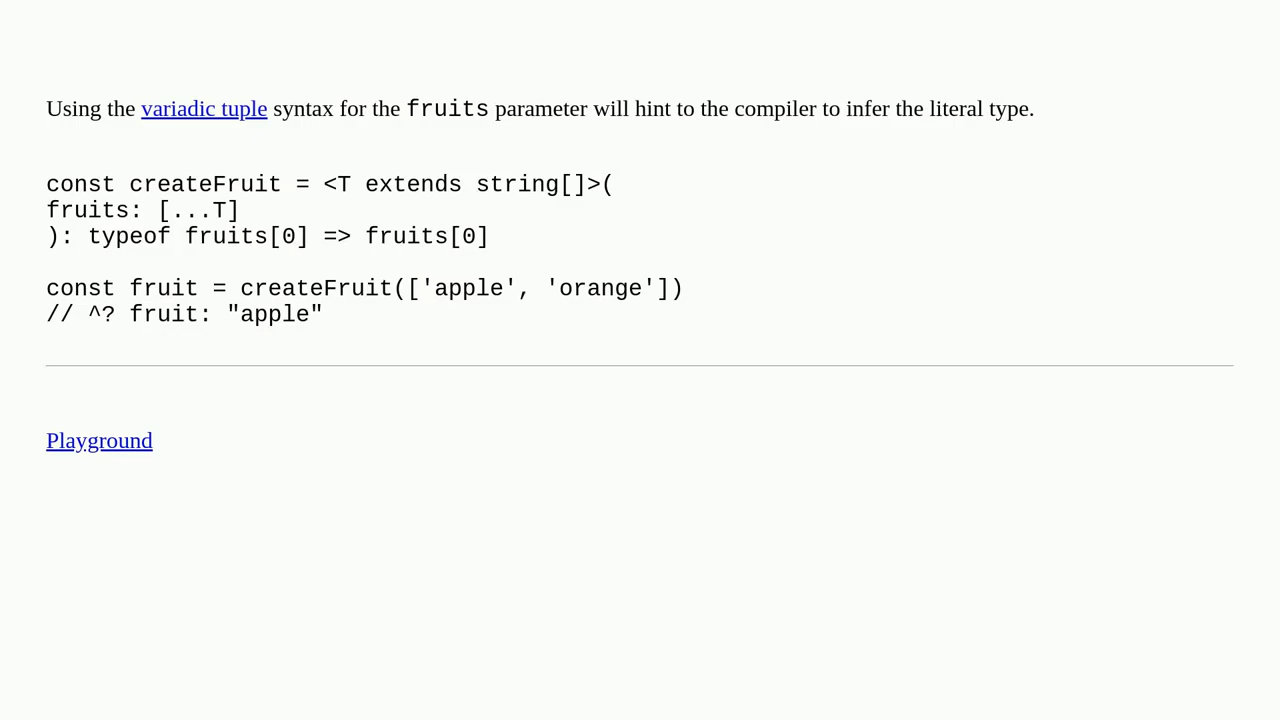 Using the variadic tuple syntax for the fruits parameter will hint to the compiler to infer the literal type.
const createFruit = <T extends string[]>(
fruits: [...T]
): typeof fruits[0] => fruits[0]
const fruit = createFruit(['apple', 'orange'])
// ^? fruit: "apple"
Playground